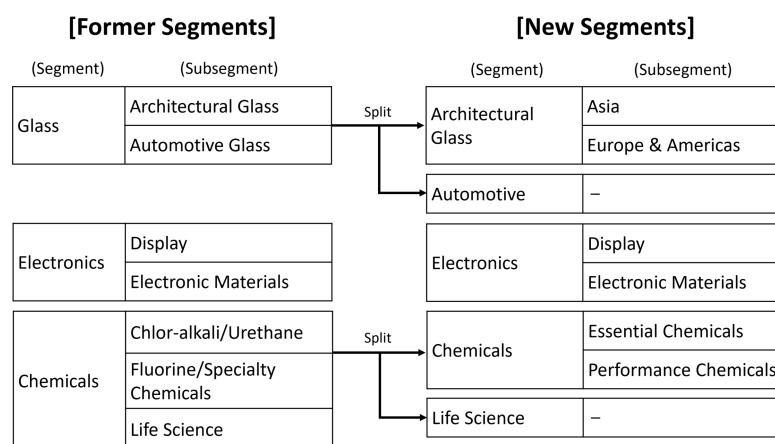 [Former Segments]
[New Segments]
(Segment)
(Subsegment)
(Segment)
(Subsegment)
Glass
Architectural Glass
Automotive Glass
Split
Architectural
Glass
Asia
Europe & Americas
Automotive
–
Electronics
Display
Electronic Materials
Electronics
Display
Electronic Materials
Chemicals
Chlor-alkali/Urethane
Fluorine/Specialty
Chemicals
Life Science
Split
Chemicals
Essential Chemicals
Performance Chemicals
Life Science
–